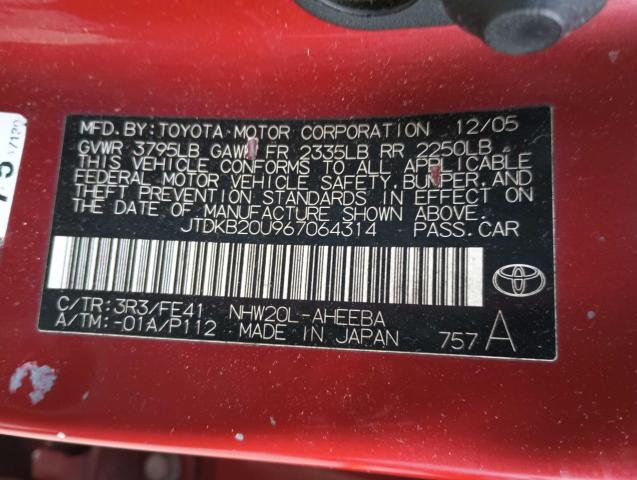 MFD. BY: TOYOTA MOTOR CORPORATION 12/05
GVWR 3795LB GAWR FR 2335LB RR 2250LB
THIS VEHICLE CONFORMS TO ALL APPLICABLE
FEDERAL MOTOR VEHICLE SAFETY, BUMPER, AND
THEFT PREVENTION STANDARDS IN EFFECT ON
THE DATE OF MANUFACTURE SHOWN ABOVE.
JTDKB20U967064314 PASS. CAR
C/TR: 3R3/FE41 NHW20L-AHEEBA
A/TM: -01A/P112 MADE IN JAPAN 757 A